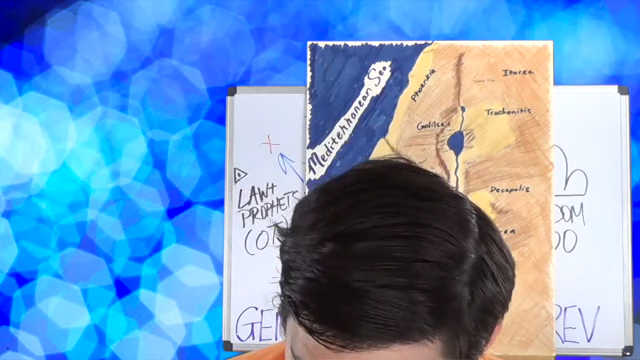 Mediterranean Sea
Phoenicia
Iturea
Trachonitis
Galilee
Decapolis
LAW+
PROPHETS
(OT
GEN
REV